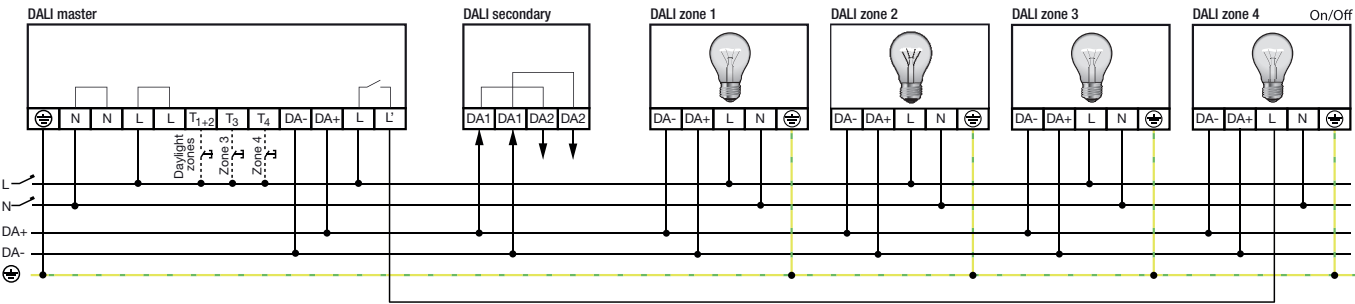 DALI master
DALI secondary
DALI zone 1
DALI zone 2
DALI zone 3
DALI zone 4 On/Off
N N L L T1+2 T3 T4 DA- DA+ L L'
DA1 DA1 DA2 DA2
DA- DA+ L N
DA- DA+ L N
DA- DA+ L N
DA- DA+ L N
Daylight
zones
Zone 3
Zone 4
L
N
DA+
DA-